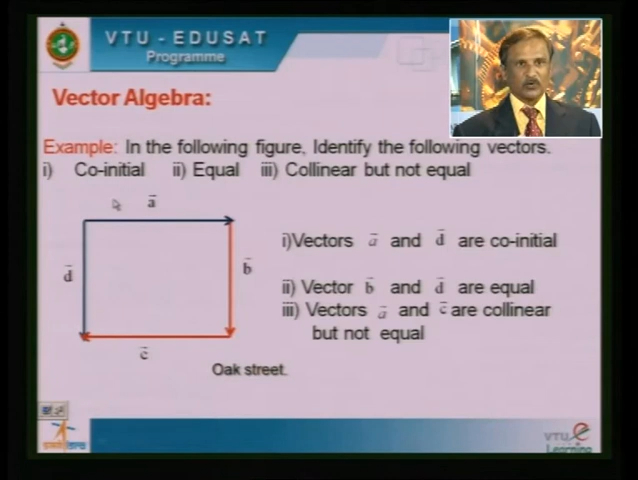 VTU - EDUSAT
Programme
Vector Algebra:
Example: In the following figure, Identify the following vectors.
i) Co-initial ii) Equal iii) Collinear but not equal
a̅
d̅
b̅
c̅
i)Vectors a̅ and d̅ are co-initial
ii) Vector b̅ and d̅ are equal
iii) Vectors a̅ and c̅ are collinear
but not equal
Oak street.
VTU e
Learning